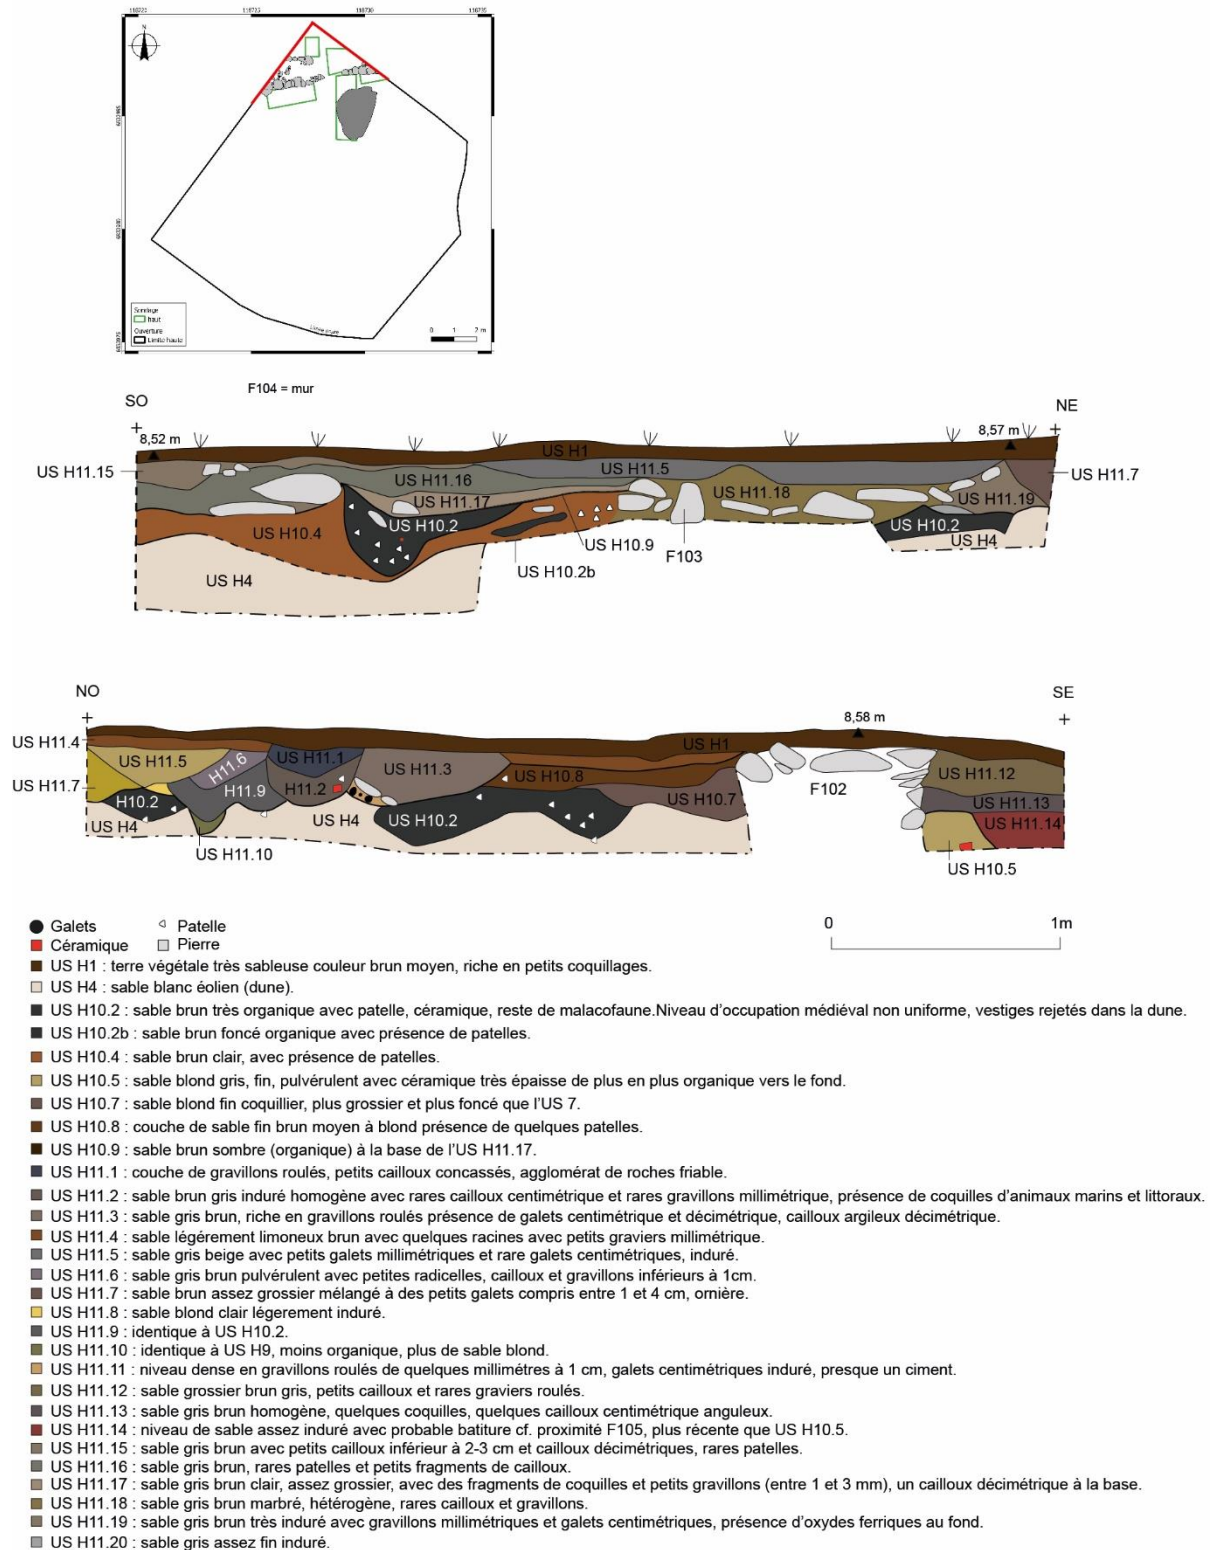 118720
118725
118730
118735
N
Sondage
haut
Ouverture
Limite haute
0 1 2 m
F104 = mur
SO
NE
8,52 m
8,57 m
US H1
US H11.15
US H11.5
US H11.7
US H11.16
US H11.18
US H11.17
US H11.19
US H10.4
US H10.2
US H10.2
US H10.9
US H4
F103
US H10.2b
US H4
NO
SE
8,58 m
US H11.4
US H1
US H11.5
H11.6
US H11.1
US H11.3
US H10.8
US H11.12
US H11.7
H11.9
H11.2
H10.7
F102
H10.2
US H11.13
US H4
US H4
US H10.2
US H11.14
US H11.10
US H10.5
0 1m
Galets Patelle
Céramique Pierre
US H1 : terre végétale très sableuse couleur brun moyen, riche en petits coquillages.
US H4 : sable blanc éolien (dune).
US H10.2 : sable brun très organique avec patelle, céramique, reste de malacofaune.Niveau d'occupation médiéval non uniforme, vestiges rejetés dans la dune.
US H10.2b : sable brun foncé organique avec présence de patelles.
US H10.4 : sable brun clair, avec présence de patelles.
US H10.5 : sable blond gris, fin, pulvérulent avec céramique très épaisse de plus en plus organique vers le fond.
US H10.7 : sable blond fin coquillier, plus grossier et plus foncé que l'US 7.
US H10.8 : couche de sable fin brun moyen à blond présence de quelques patelles.
US H10.9 : sable brun sombre (organique) à la base de l'US H11.17.
US H11.1 : couche de gravillons roulés, petits cailloux concassés, agglomérat de roches friable.
US H11.2 : sable brun gris induré homogène avec rares cailloux centimétrique et rares gravillons millimétrique, présence de coquilles d'animaux marins et littoraux.
US H11.3 : sable gris brun, riche en gravillons roulés présence de galets centimétrique et décimétrique, cailloux argileux décimétrique.
US H11.4 : sable légérement limoneux brun avec quelques racines avec petits graviers millimétrique.
US H11.5 : sable gris beige avec petits galets millimétriques et rare galets centimétriques, induré.
US H11.6 : sable gris brun pulvérulent avec petites radicelles, cailloux et gravillons inférieurs à 1cm.
US H11.7 : sable brun assez grossier mélangé à des petits galets compris entre 1 et 4 cm, ornière.
US H11.8 : sable blond clair légerement induré.
US H11.9 : identique à US H10.2.
US H11.10 : identique à US H9, moins organique, plus de sable blond.
US H11.11 : niveau dense en gravillons roulés de quelques millimétres à 1 cm, galets centimétriques induré, presque un ciment.
US H11.12 : sable grossier brun gris, petits cailloux et rares graviers roulés.
US H11.13 : sable gris brun homogène, quelques coquilles, quelques cailloux centimétrique anguleux.
US H11.14 : niveau de sable assez induré avec probable batiture cf. proximité F105, plus récente que US H10.5.
US H11.15 : sable gris brun avec petits cailloux inférieur à 2-3 cm et cailloux décimétriques, rares patelles.
US H11.16 : sable gris brun, rares patelles et petits fragments de cailloux.
US H11.17 : sable gris brun clair, assez grossier, avec des fragments de coquilles et petits gravillons (entre 1 et 3 mm), un cailloux décimétrique à la base.
US H11.18 : sable gris brun marbré, hétérogène, rares cailloux et gravillons.
US H11.19 : sable gris brun très induré avec gravillons millimétriques et galets centimétriques, présence d'oxydes ferriques au fond.
US H11.20 : sable gris assez fin induré.